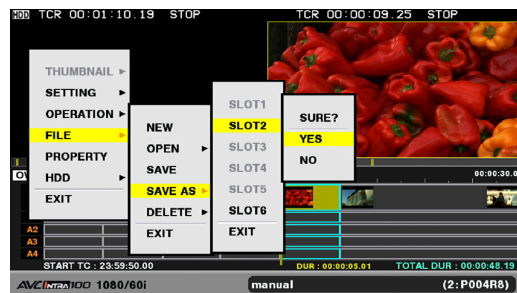 HDD TCR 00:01:10.19 STOP
TCR 00:00:09.25 STOP
THUMBNAIL
SETTING
OPERATION
FILE
PROPERTY
HDD
EXIT
NEW
OPEN
SAVE
SAVE AS
DELETE
EXIT
SLOT1
SLOT2
SLOT3
SLOT4
SLOT5
SLOT6
EXIT
SURE?
YES
NO
00:00:30.0
A2
A3
A4
START TC : 23:59:50.00
DUR : 00:00:05.01
TOTAL DUR : 00:00:48.19
AVC INTRA 100 1080/60i
manual
(2:P004R8)